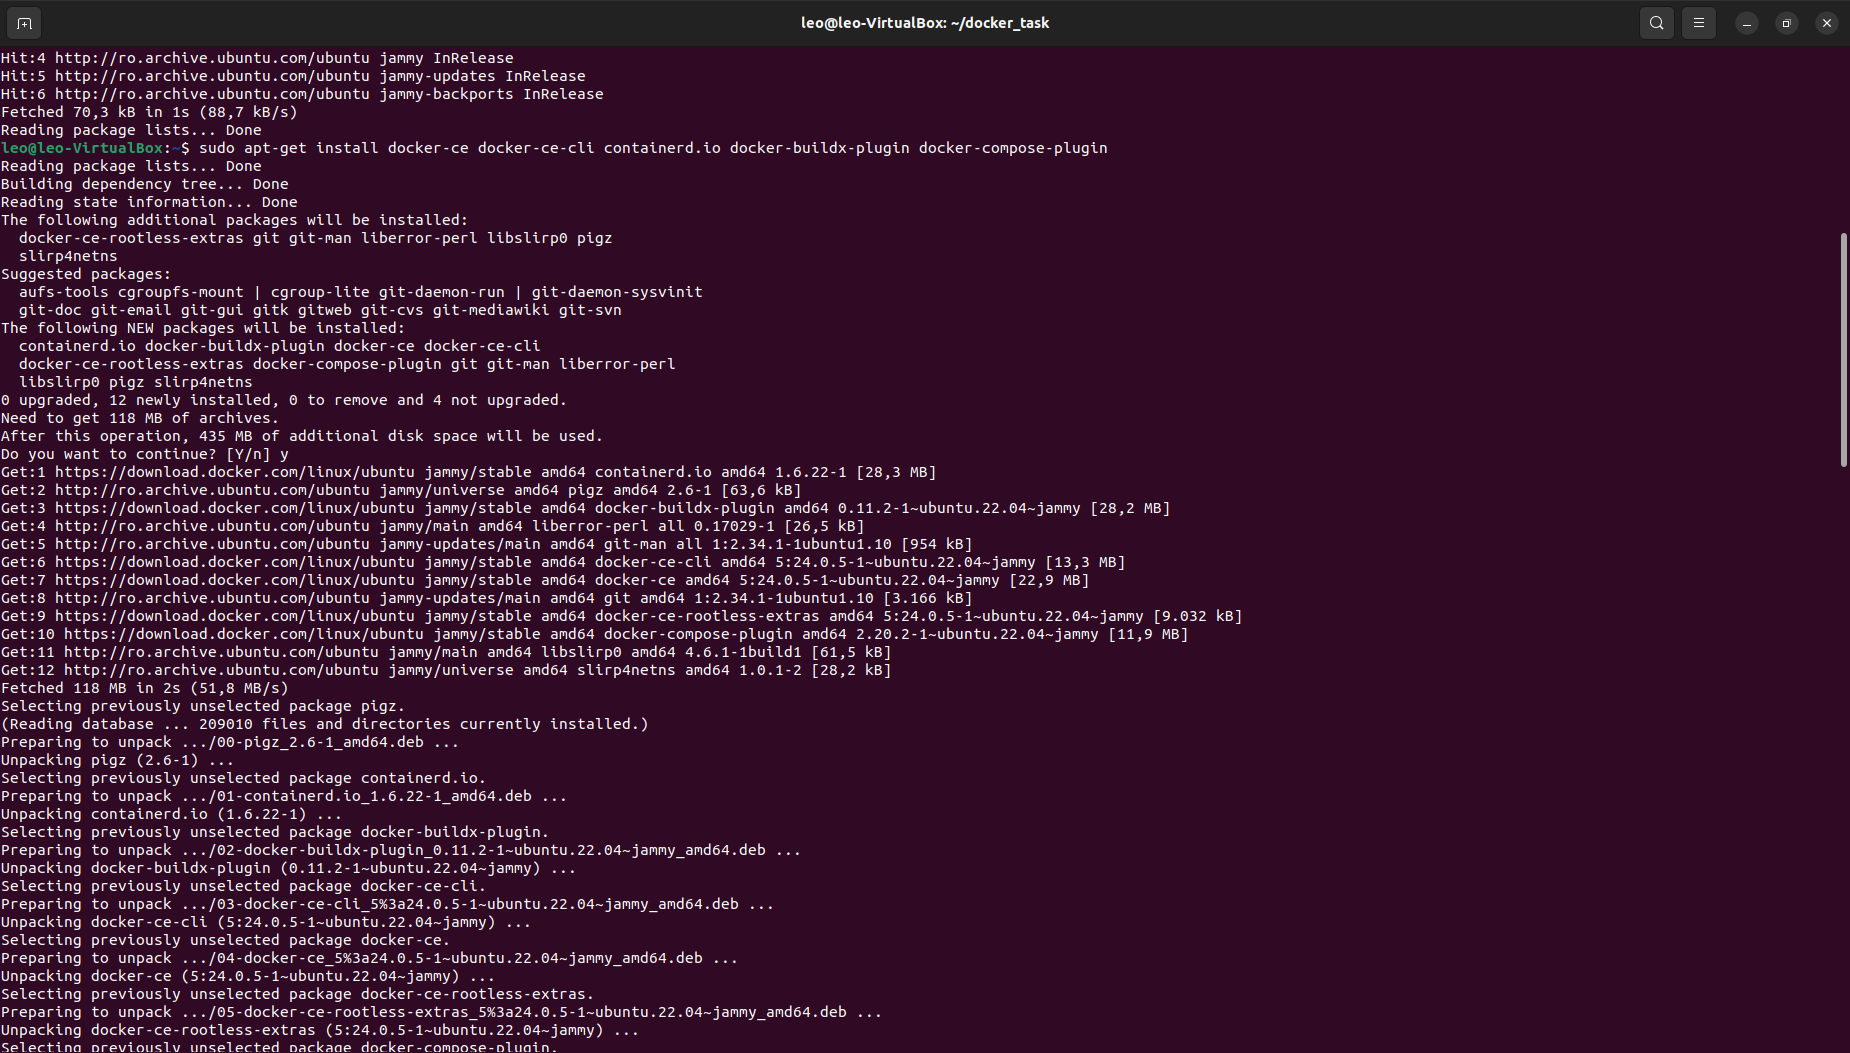 leo@leo-VirtualBox: ~/docker_task
Hit:4 http://ro.archive.ubuntu.com/ubuntu jammy InRelease
Hit:5 http://ro.archive.ubuntu.com/ubuntu jammy-updates InRelease
Hit:6 http://ro.archive.ubuntu.com/ubuntu jammy-backports InRelease
Fetched 70,3 kB in 1s (88,7 kB/s)
Reading package lists... Done
leo@leo-VirtualBox:~$ sudo apt-get install docker-ce docker-ce-cli containerd.io docker-buildx-plugin docker-compose-plugin
Reading package lists... Done
Building dependency tree... Done
Reading state information... Done
The following additional packages will be installed:
  docker-ce-rootless-extras git git-man liberror-perl libslirp0 pigz
  slirp4netns
Suggested packages:
  aufs-tools cgroupfs-mount | cgroup-lite git-daemon-run | git-daemon-sysvinit
  git-doc git-email git-gui gitk gitweb git-cvs git-mediawiki git-svn
The following NEW packages will be installed:
  containerd.io docker-buildx-plugin docker-ce docker-ce-cli
  docker-ce-rootless-extras docker-compose-plugin git git-man liberror-perl
  libslirp0 pigz slirp4netns
0 upgraded, 12 newly installed, 0 to remove and 4 not upgraded.
Need to get 118 MB of archives.
After this operation, 435 MB of additional disk space will be used.
Do you want to continue? [Y/n] y
Get:1 https://download.docker.com/linux/ubuntu jammy/stable amd64 containerd.io amd64 1.6.22-1 [28,3 MB]
Get:2 http://ro.archive.ubuntu.com/ubuntu jammy/universe amd64 pigz amd64 2.6-1 [63,6 kB]
Get:3 https://download.docker.com/linux/ubuntu jammy/stable amd64 docker-buildx-plugin amd64 0.11.2-1~ubuntu.22.04~jammy [28,2 MB]
Get:4 http://ro.archive.ubuntu.com/ubuntu jammy/main amd64 liberror-perl all 0.17029-1 [26,5 kB]
Get:5 http://ro.archive.ubuntu.com/ubuntu jammy-updates/main amd64 git-man all 1:2.34.1-1ubuntu1.10 [954 kB]
Get:6 https://download.docker.com/linux/ubuntu jammy/stable amd64 docker-ce-cli amd64 5:24.0.5-1~ubuntu.22.04~jammy [13,3 MB]
Get:7 https://download.docker.com/linux/ubuntu jammy/stable amd64 docker-ce amd64 5:24.0.5-1~ubuntu.22.04~jammy [22,9 MB]
Get:8 http://ro.archive.ubuntu.com/ubuntu jammy-updates/main amd64 git amd64 1:2.34.1-1ubuntu1.10 [3.166 kB]
Get:9 https://download.docker.com/linux/ubuntu jammy/stable amd64 docker-ce-rootless-extras amd64 5:24.0.5-1~ubuntu.22.04~jammy [9.032 kB]
Get:10 https://download.docker.com/linux/ubuntu jammy/stable amd64 docker-compose-plugin amd64 2.20.2-1~ubuntu.22.04~jammy [11,9 MB]
Get:11 http://ro.archive.ubuntu.com/ubuntu jammy/main amd64 libslirp0 amd64 4.6.1-1build1 [61,5 kB]
Get:12 http://ro.archive.ubuntu.com/ubuntu jammy/universe amd64 slirp4netns amd64 1.0.1-2 [28,2 kB]
Fetched 118 MB in 2s (51,8 MB/s)
Selecting previously unselected package pigz.
(Reading database ... 209010 files and directories currently installed.)
Preparing to unpack .../00-pigz_2.6-1_amd64.deb ...
Unpacking pigz (2.6-1) ...
Selecting previously unselected package containerd.io.
Preparing to unpack .../01-containerd.io_1.6.22-1_amd64.deb ...
Unpacking containerd.io (1.6.22-1) ...
Selecting previously unselected package docker-buildx-plugin.
Preparing to unpack .../02-docker-buildx-plugin_0.11.2-1~ubuntu.22.04~jammy_amd64.deb ...
Unpacking docker-buildx-plugin (0.11.2-1~ubuntu.22.04~jammy) ...
Selecting previously unselected package docker-ce-cli.
Preparing to unpack .../03-docker-ce-cli_5%3a24.0.5-1~ubuntu.22.04~jammy_amd64.deb ...
Unpacking docker-ce-cli (5:24.0.5-1~ubuntu.22.04~jammy) ...
Selecting previously unselected package docker-ce.
Preparing to unpack .../04-docker-ce_5%3a24.0.5-1~ubuntu.22.04~jammy_amd64.deb ...
Unpacking docker-ce (5:24.0.5-1~ubuntu.22.04~jammy) ...
Selecting previously unselected package docker-ce-rootless-extras.
Preparing to unpack .../05-docker-ce-rootless-extras_5%3a24.0.5-1~ubuntu.22.04~jammy_amd64.deb ...
Unpacking docker-ce-rootless-extras (5:24.0.5-1~ubuntu.22.04~jammy) ...
Selecting previously unselected package docker-compose-plugin.